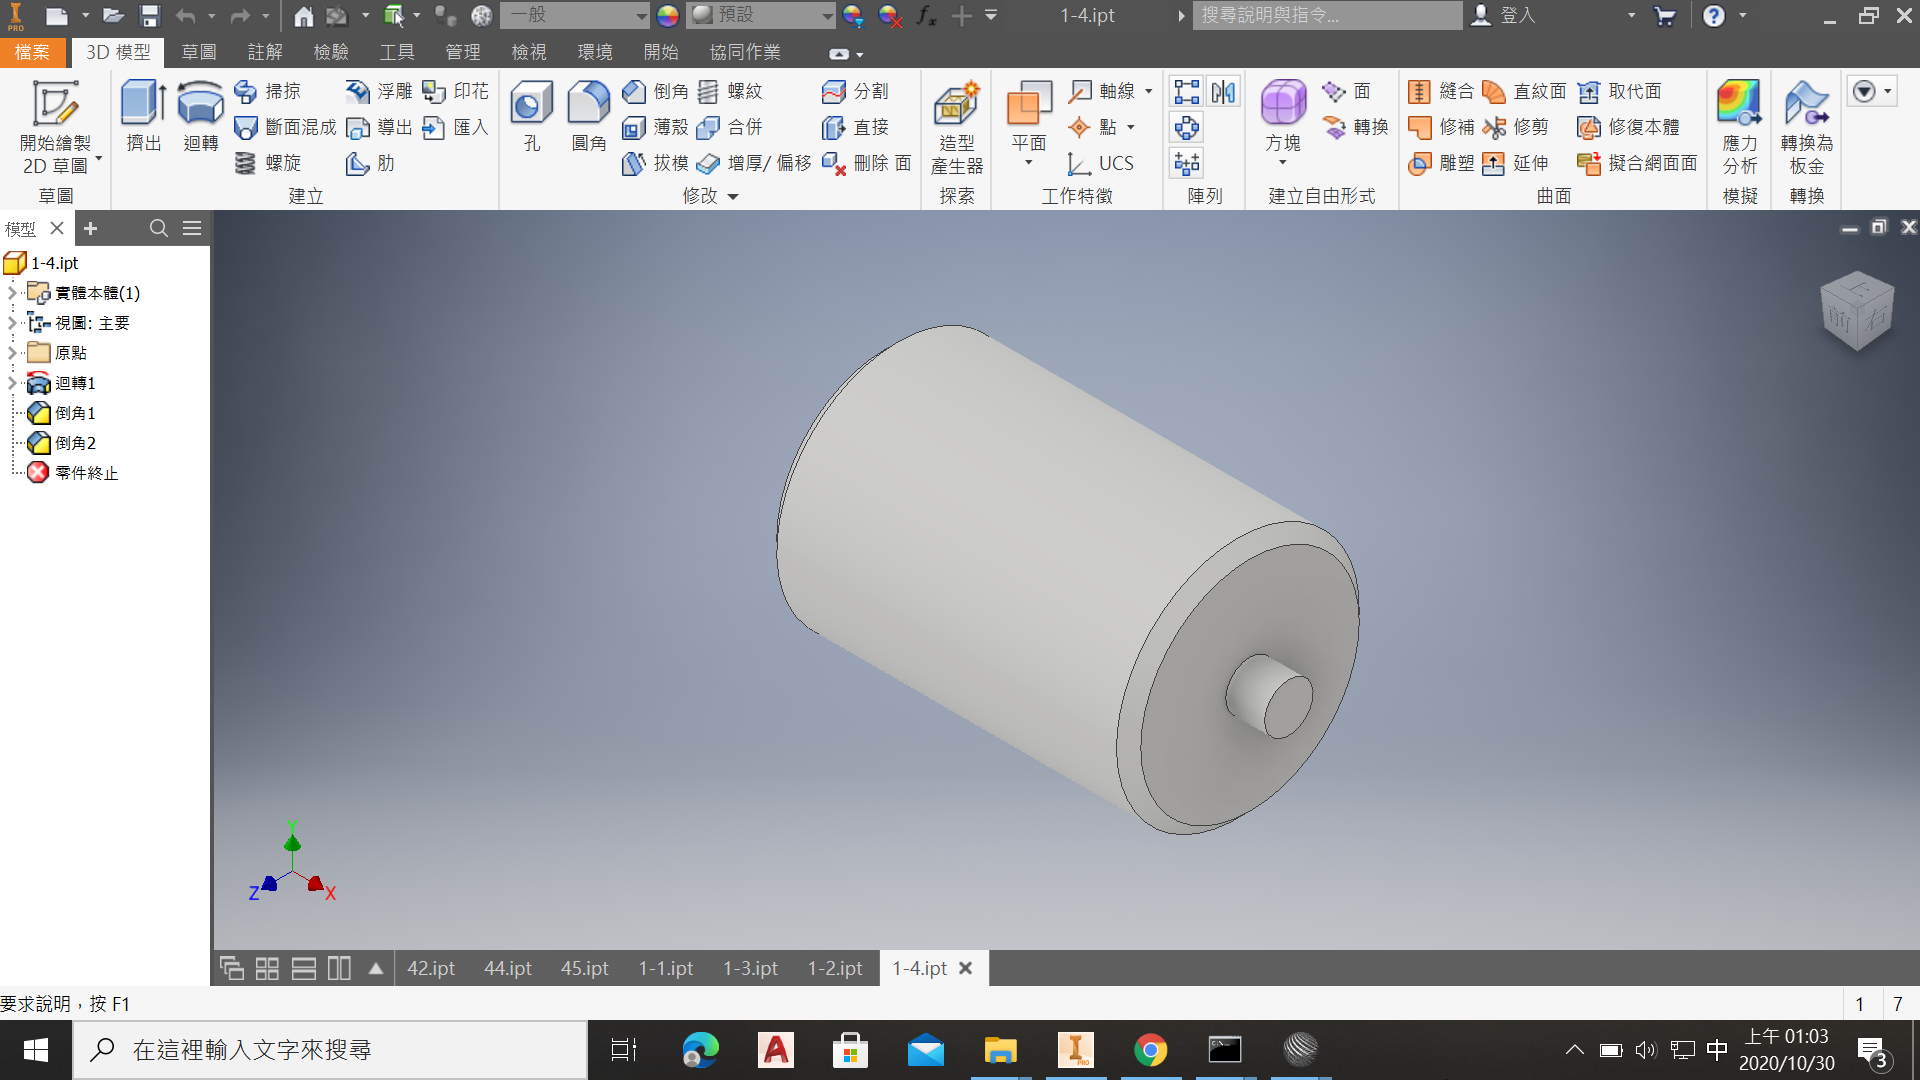 PRO 一般 預設 fx 1-4.ipt 搜尋說明與指令... 登入
檔案 3D 模型 草圖 註解 檢驗 工具 管理 檢視 環境 開始 協同作業
開始繪製
2D 草圖
草圖
擠出 迴轉
掃掠 浮雕 印花
斷面混成 導出 匯入
螺旋 肋
建立
孔 圓角
倒角 螺紋 分割
薄殼 合併 直接
拔模 增厚/ 偏移 刪除 面
修改
造型
產生器
探索
平面
軸線
點
UCS
工作特徵
陣列
方塊
面
轉換
建立自由形式
縫合 直紋面 取代面
修補 修剪 修復本體
雕塑 延伸 擬合網面面
曲面
應力
分析
模擬
轉換為
板金
轉換
模型
1-4.ipt
實體本體(1)
視圖: 主要
原點
迴轉1
倒角1
倒角2
零件終止
上
前 右
Y
Z X
42.ipt 44.ipt 45.ipt 1-1.ipt 1-3.ipt 1-2.ipt 1-4.ipt
要求說明，按 F1 1 7
在這裡輸入文字來搜尋
中
上午 01:03
2020/10/30
3